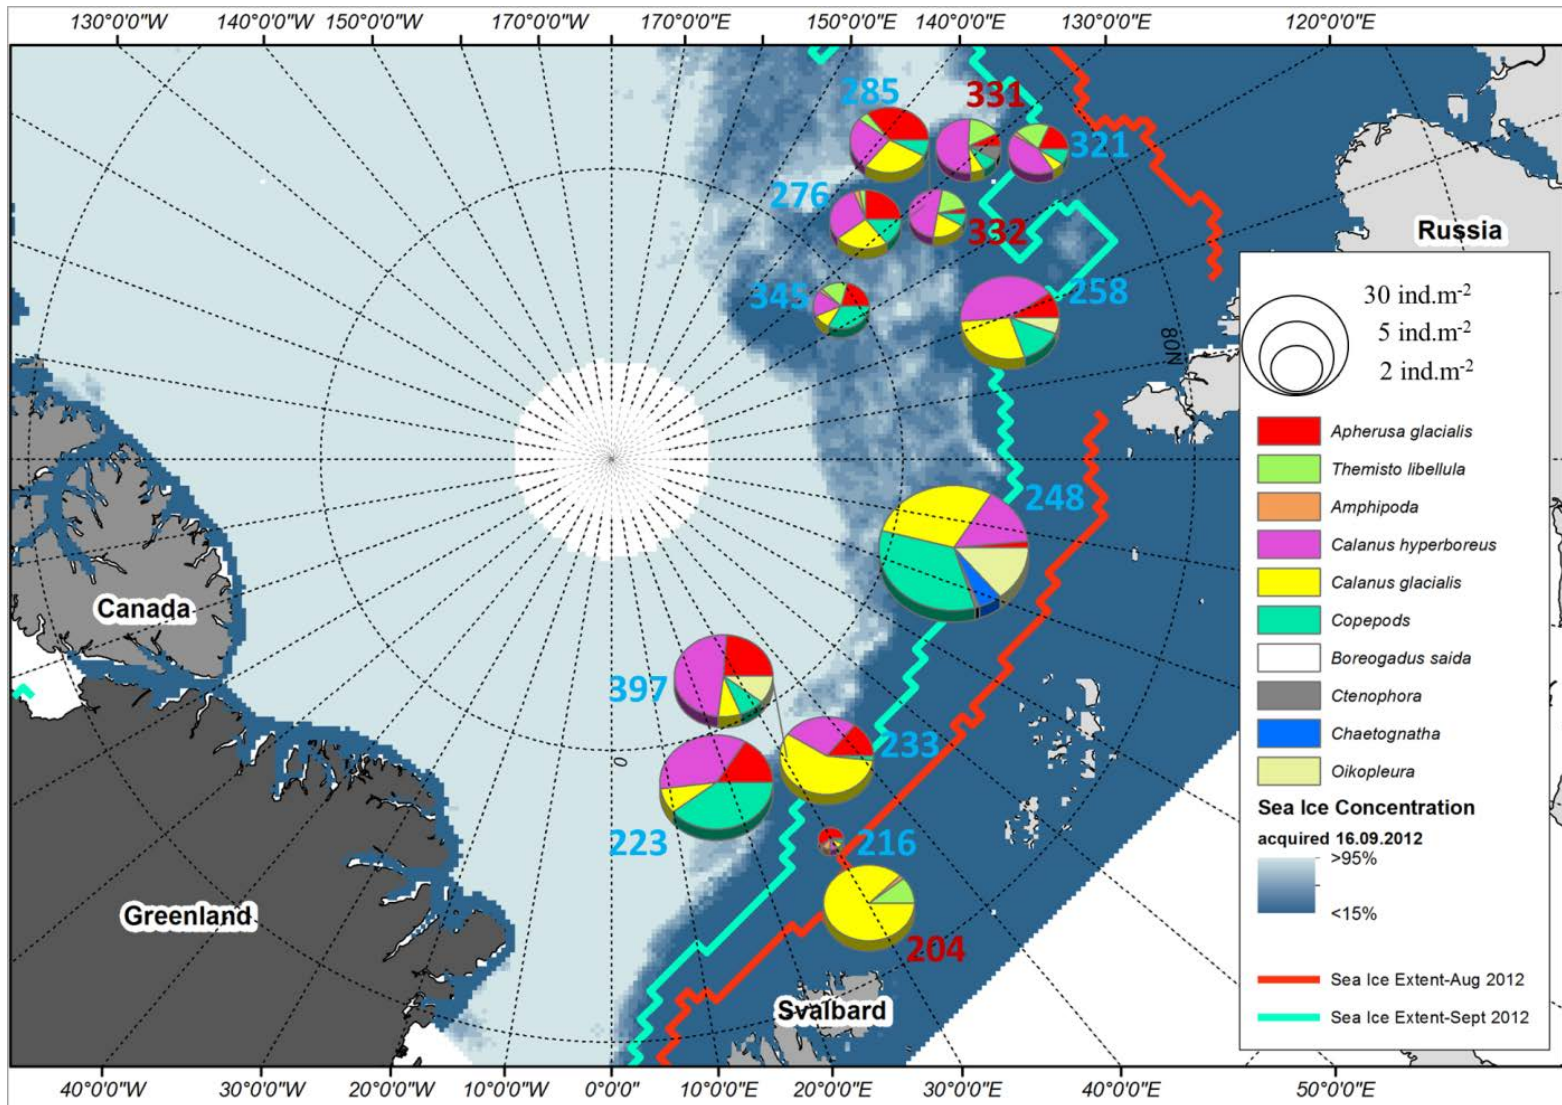 130°0'0"W 140°0'0"W 150°0'0"W 170°0'0"W 170°0'0"E 150°0'0"E 140°0'0"E 130°0'0"E 120°0'0"E
285
331
321
276
332
Russia
345
258
80N
30 ind.m-2
5 ind.m-2
2 ind.m-2
Apherusa glacialis
Themisto libellula
Amphipoda
Calanus hyperboreus
Calanus glacialis
Copepods
Boreogadus saida
Ctenophora
Chaetognatha
Oikopleura
Sea Ice Concentration
acquired 16.09.2012
>95%
<15%
Sea Ice Extent-Aug 2012
Sea Ice Extent-Sept 2012
248
Canada
397
233
0
223
216
Greenland
204
Svalbard
40°0'0"W 30°0'0"W 20°0'0"W 10°0'0"W 0°0'0" 10°0'0"E 20°0'0"E 30°0'0"E 40°0'0"E 50°0'0"E